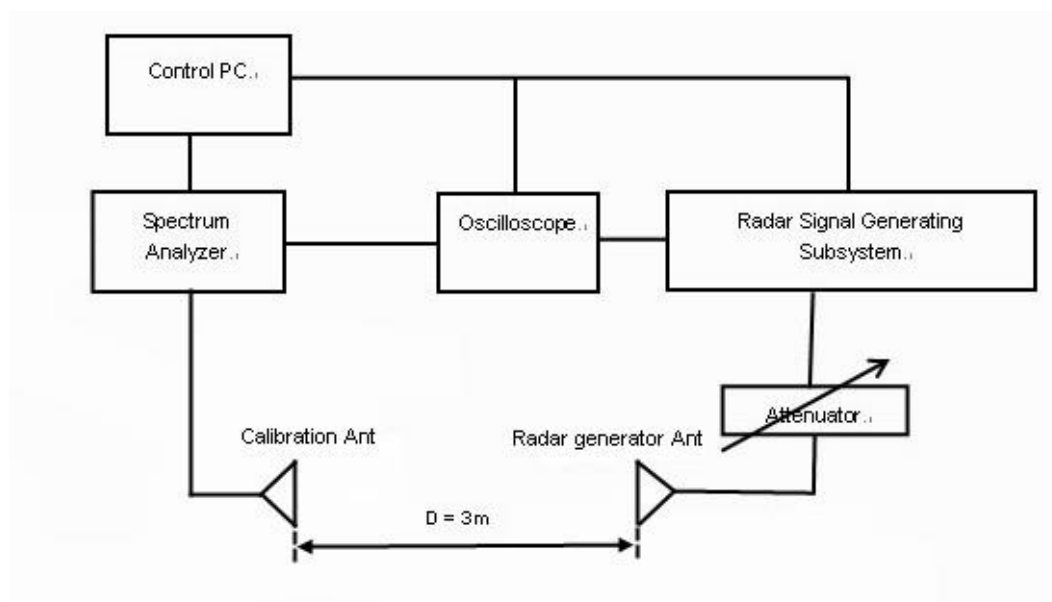 Control PC
Spectrum
Analyzer
Oscilloscope
Radar Signal Generating
Subsystem
Attenuator
Calibration Ant
Radar generator Ant
D = 3m